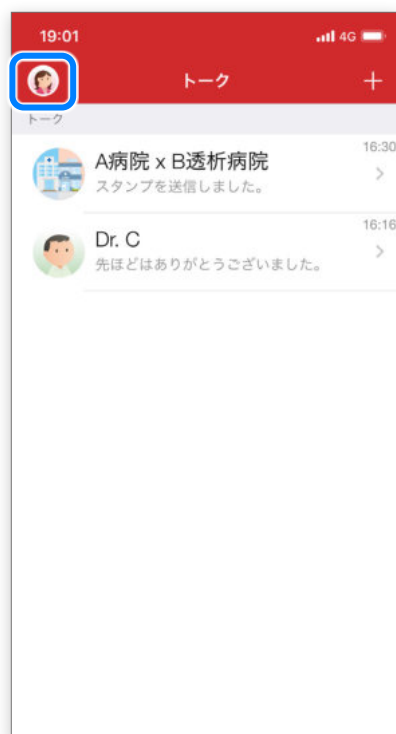 19:01 4G
トーク
トーク
A病院 x B透析病院 16:30
スタンプを送信しました。
Dr. C 16:16
先ほどはありがとうございました。